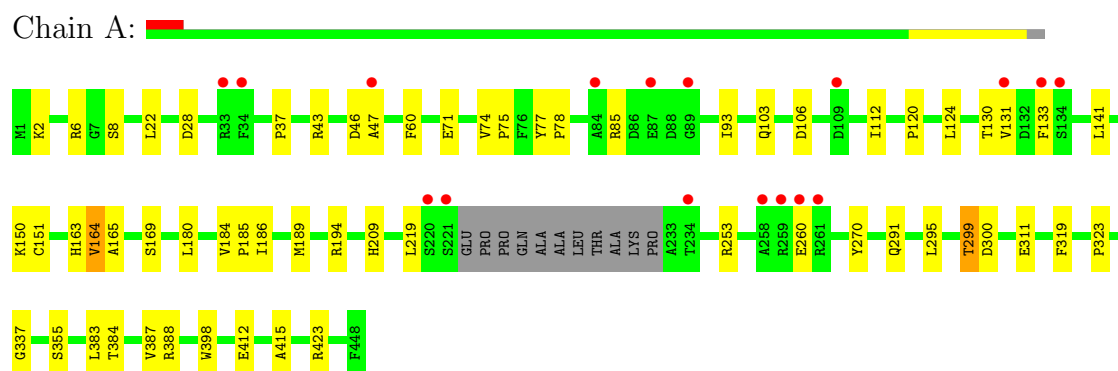 Chain A:
M1 K2 R6 G7 S8 L22 D28 R33 F34 P37 R43 D46 A47 F60 E71 V74 P75 F76 Y77 P78 A84 R85 D86 E87 D88 G89 I93 Q103 D106 D109 I112 P120 L124 T130 V131 D132 F133 S134 L141
K150 C151 H163 V164 A165 S169 L180 V184 P185 I186 M189 R194 H209 L219 S220 S221 GLU PRO PRO GLN ALA ALA LEU THR ALA LYS PRO A233 T234 R253 A258 R259 E260 R261 Y270 Q291 L295 T299 D300 E311 F319 P323
G337 S355 L383 T384 V387 R388 W398 E412 A415 R423 F448